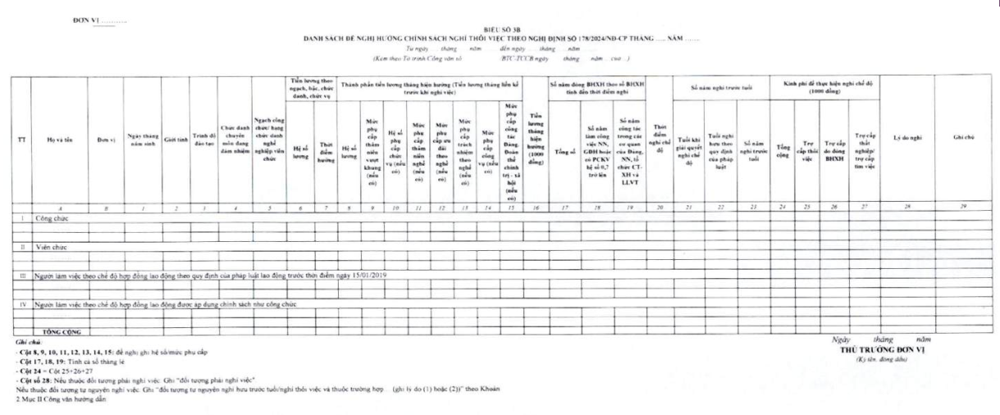 ĐƠN VỊ ...........
BIỂU SỐ 3B
DANH SÁCH ĐỀ NGHỊ HƯỞNG CHÍNH SÁCH NGHỈ THÔI VIỆC THEO NGHỊ ĐỊNH SỐ 178/2024/NĐ-CP THÁNG ..... NĂM ......
Từ ngày .... tháng .... năm ...... đến ngày ..... tháng ....năm ......
(Kèm theo Tờ trình Công văn số /BTC-TCCB ngày tháng năm .. của ..)
TT
Họ và tên
Đơn vị
Ngày tháng năm sinh
Giới tính
Trình độ đào tạo
Chức danh chuyên môn đang đảm nhiệm
Ngạch công chức/ hạng chức danh nghề nghiệp viên chức
Tiền lương theo ngạch, bậc, chức danh, chức vụ
Hệ số lương
Thời điểm hưởng
Thành phần tiền lương tháng hiện hưởng (Tiền lương tháng liền kề trước khi nghỉ việc)
Hệ số lương
Mức phụ cấp thâm niên vượt khung (nếu có)
Hệ số phụ cấp chức vụ (nếu có)
Mức phụ cấp thâm niên nghề (nếu có)
Mức phụ cấp ưu đãi theo nghề (nếu có)
Mức phụ cấp trách nhiệm theo nghề (nếu có)
Mức phụ cấp công vụ (nếu có)
Mức phụ cấp công tác Đảng, Đoàn thể chính trị - xã hội (nếu có)
Tiền lương tháng hiện hưởng (1000 đồng)
Số năm đóng BHXH theo sổ BHXH tính đến thời điểm nghỉ
Tổng số
Số năm làm công việc NN, ĐHNN hoặc có PCKV hệ số 0,7 trở lên
Số năm công tác trong các cơ quan của Đảng, NN, tổ chức CT-XH và LLVT
Thời điểm nghỉ chế độ
Số năm nghỉ trước tuổi
Tuổi khi giải quyết nghỉ chế độ
Tuổi nghỉ hưu theo quy định của pháp luật
Số năm nghỉ trước tuổi
Kinh phí để thực hiện nghỉ chế độ (1000 đồng)
Tổng cộng
Trợ cấp thôi việc
Trợ cấp do đóng BHXH
Trợ cấp thất nghiệp/ trợ cấp tìm việc
Lý do nghỉ
Ghi chú
A B 1 2 3 4 5 6 7 8 9 10 11 12 13 14 15 16 17 18 19 20 21 22 23 24 25 26 27 28 29
I Công chức
II Viên chức
III Người làm việc theo chế độ hợp đồng lao động theo quy định của pháp luật lao động trước thời điểm ngày 15/01/2019
IV Người làm việc theo chế độ hợp đồng lao động được áp dụng chính sách như công chức
TỔNG CỘNG
Ghi chú:
- Cột 8, 9, 10, 11, 12, 13, 14, 15: đề nghị ghi hệ số/mức phụ cấp
- Cột 17, 18, 19: Tính cả số tháng lẻ
- Cột 24 = Cột 25+26+27
- Cột số 28: Nếu thuộc đối tượng phải nghỉ việc: Ghi "đối tượng phải nghỉ việc"
Nếu thuộc đối tượng tự nguyện nghỉ việc: Ghi "đối tượng tự nguyện nghỉ hưu trước tuổi/nghỉ thôi việc và thuộc trường hợp (ghi lý do (1) hoặc (2))" theo Khoản
2 Mục II Công văn hướng dẫn
Ngày tháng năm
THỦ TRƯỞNG ĐƠN VỊ
(Ký tên, đóng dấu)